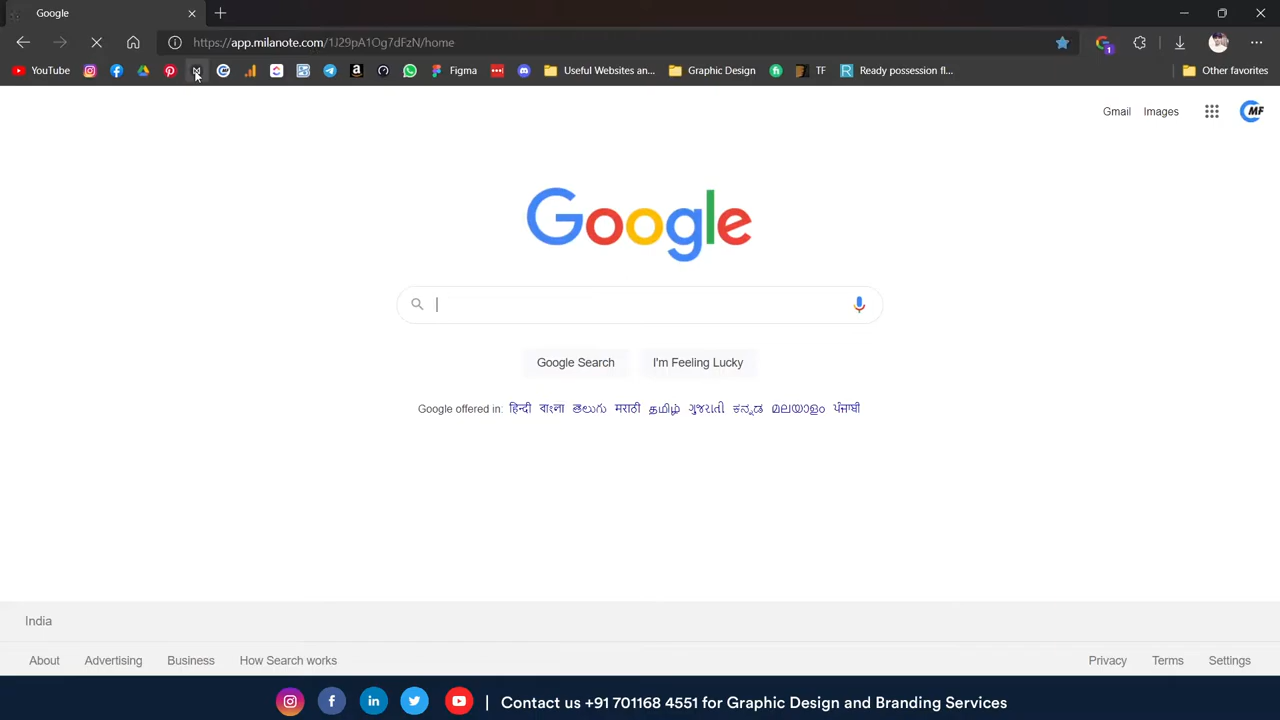 Google
https://app.milanote.com/1J29pA1Og7dFzN/home
1
YouTube
Figma
Useful Websites an...
Graphic Design
TF
Ready possession fl...
Other favorites
Gmail
Images
MF
Google
Google Search
I'm Feeling Lucky
Google offered in: हिन्दी বাংলা తెలుగు मराठी தமிழ் ગુજરાતી ಕನ್ನಡ മലയാളം ਪੰਜਾਬੀ
India
About
Advertising
Business
How Search works
Privacy
Terms
Settings
| Contact us +91 701168 4551 for Graphic Design and Branding Services